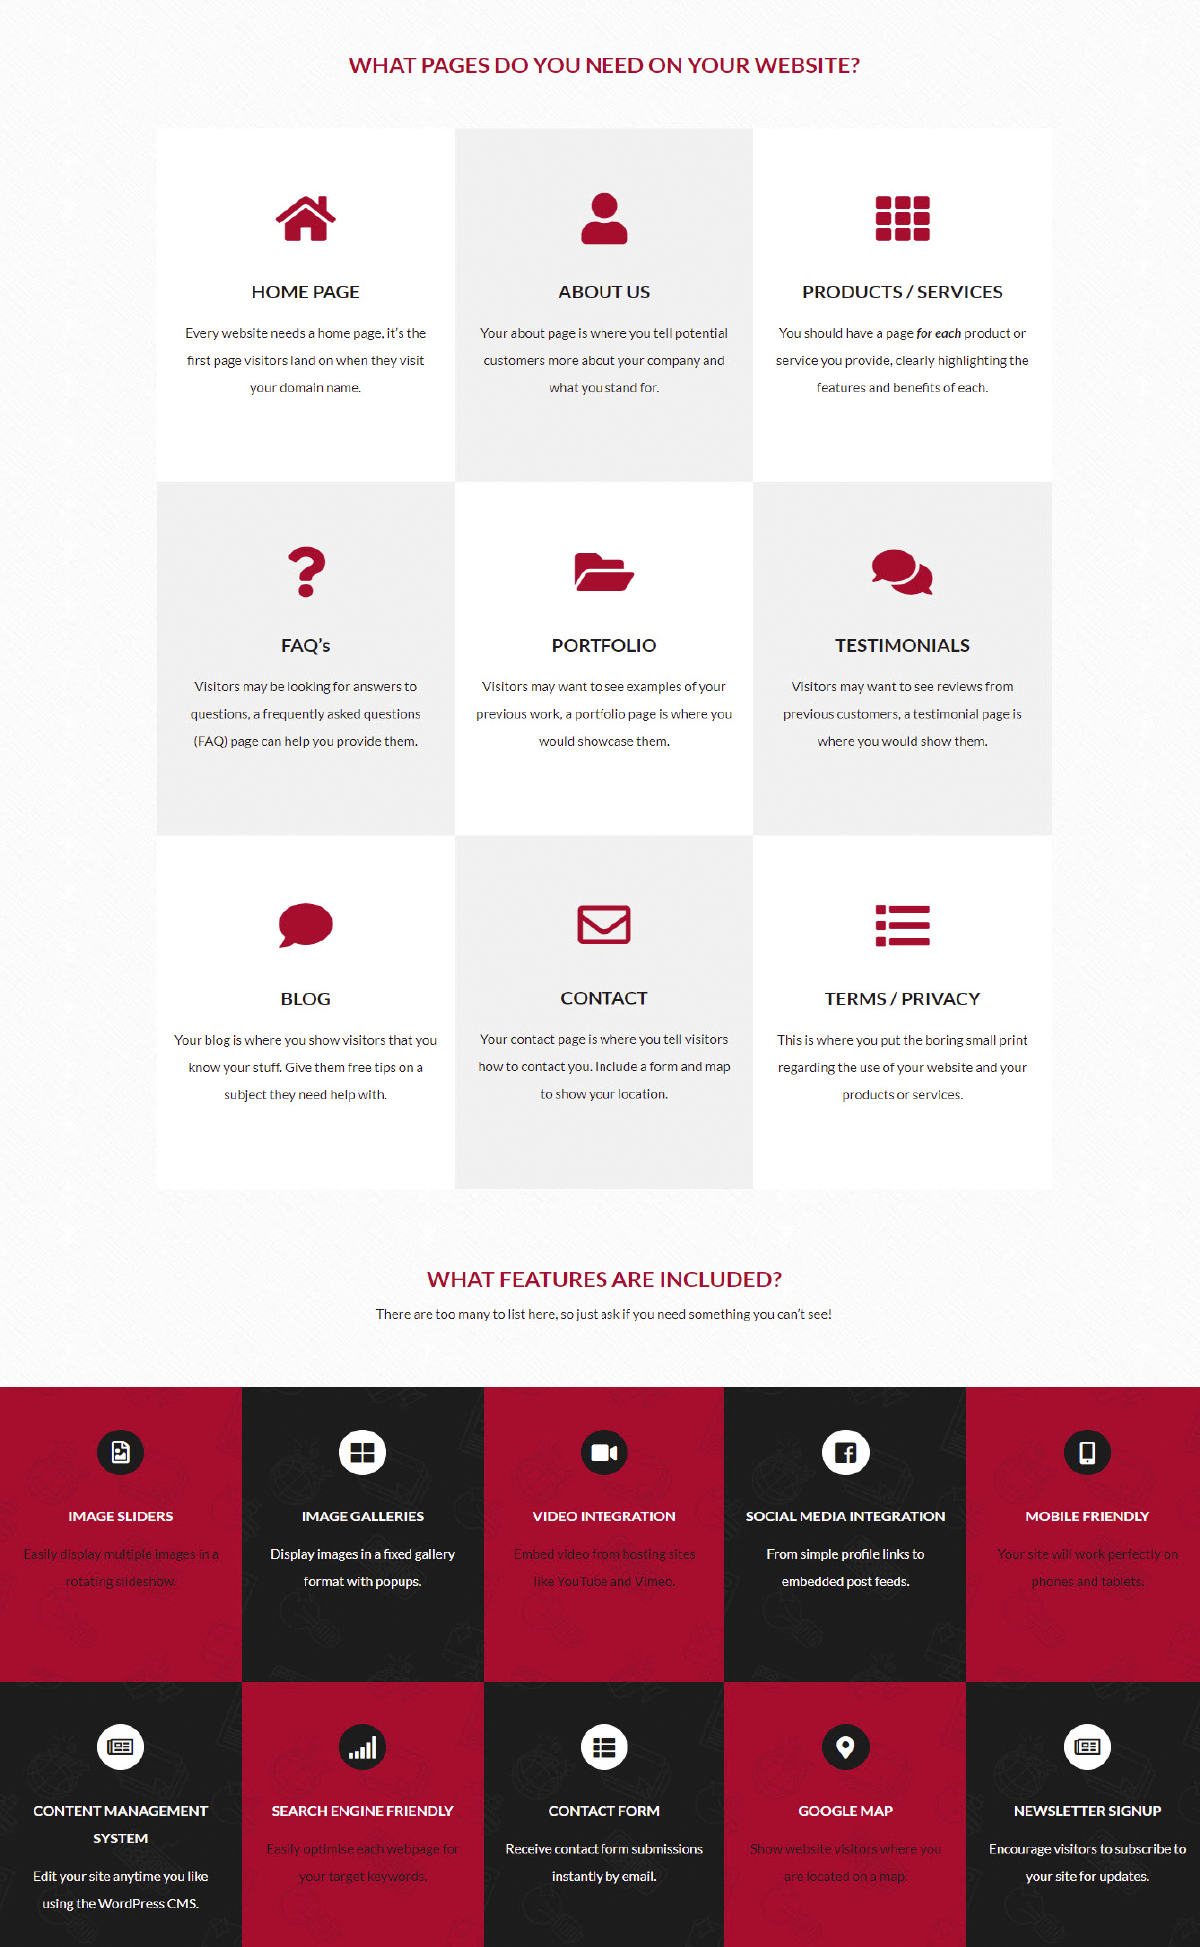 WHAT PAGES DO YOU NEED ON YOUR WEBSITE?
HOME PAGE
Every website needs a home page, it's the
first page visitors land on when they visit
your domain name.
ABOUT US
Your about page is where you tell potential
customers more about your company and
what you stand for.
PRODUCTS / SERVICES
You should have a page for each product or
service you provide, clearly highlighting the
features and benefits of each.
FAQ's
Visitors may be looking for answers to
questions, a frequently asked questions
(FAQ) page can help you provide them.
PORTFOLIO
Visitors may want to see examples of your
previous work, a portfolio page is where you
would showcase them.
TESTIMONIALS
Visitors may want to see reviews from
previous customers, a testimonial page is
where you would show them.
BLOG
Your blog is where you show visitors that you
know your stuff. Give them free tips on a
subject they need help with.
CONTACT
Your contact page is where you tell visitors
how to contact you. Include a form and map
to show your location.
TERMS / PRIVACY
This is where you put the boring small print
regarding the use of your website and your
products or services.
WHAT FEATURES ARE INCLUDED?
There are too many to list here, so just ask if you need something you can't see!
IMAGE SLIDERS
Easily display multiple images in a
rotating slideshow.
IMAGE GALLERIES
Display images in a fixed gallery
format with popups.
VIDEO INTEGRATION
Embed video from hosting sites
like YouTube and Vimeo.
SOCIAL MEDIA INTEGRATION
From simple profile links to
embedded post feeds.
MOBILE FRIENDLY
Your site will work perfectly on
phones and tablets.
CONTENT MANAGEMENT
SYSTEM
Edit your site anytime you like
using the WordPress CMS.
SEARCH ENGINE FRIENDLY
Easily optimise each webpage for
your target keywords.
CONTACT FORM
Receive contact form submissions
instantly by email.
GOOGLE MAP
Show website visitors where you
are located on a map.
NEWSLETTER SIGNUP
Encourage visitors to subscribe to
your site for updates.